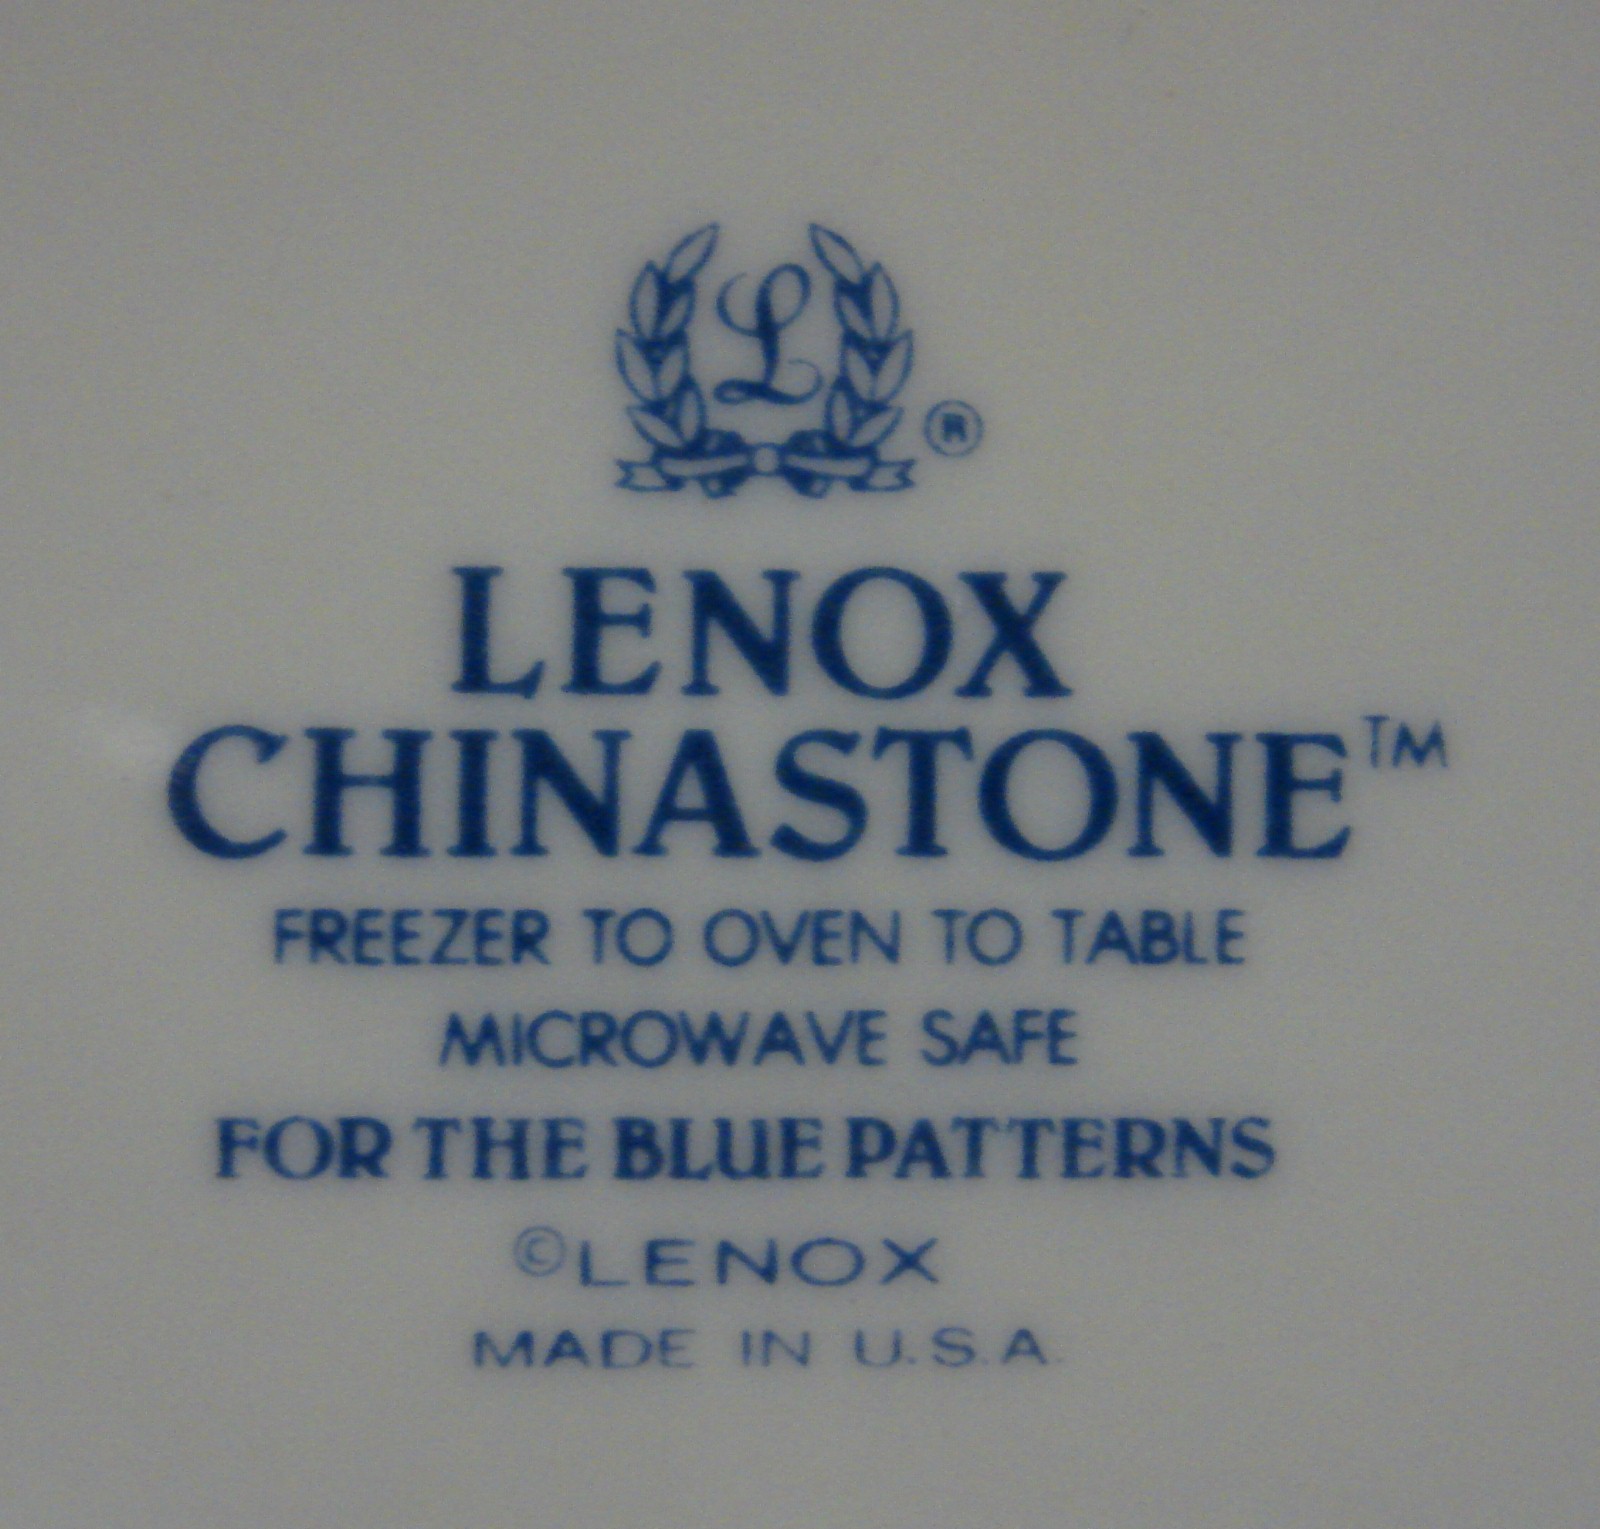 L ®
LENOX
CHINASTONE™
FREEZER TO OVEN TO TABLE
MICROWAVE SAFE
FOR THE BLUE PATTERNS
©LENOX
MADE IN U.S.A.